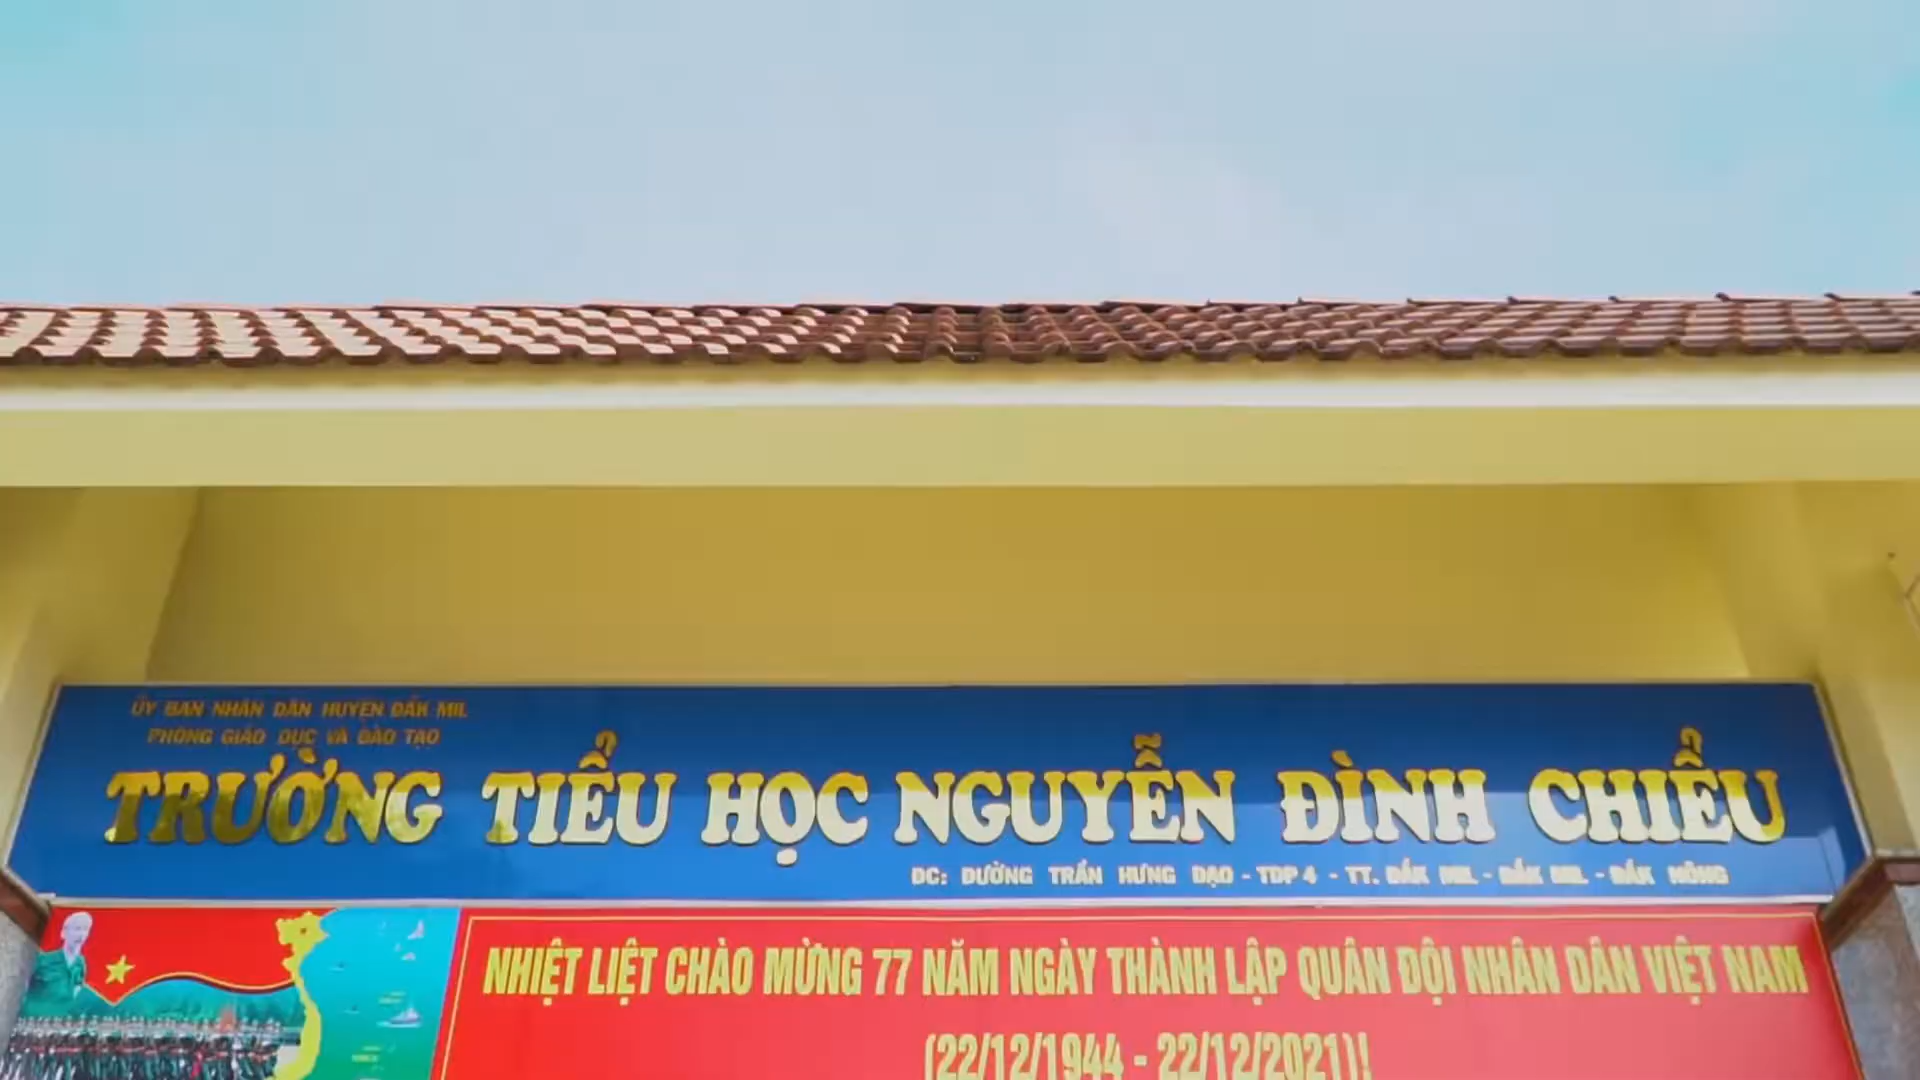 ỦY BAN NHÂN DÂN HUYỆN ĐẮK MIL
PHÒNG GIÁO DỤC VÀ ĐÀO TẠO
TRƯỜNG TIỂU HỌC NGUYỄN ĐÌNH CHIỂU
ĐC: ĐƯỜNG TRẦN HƯNG ĐẠO - TDP 4 - TT. ĐẮK MIL - ĐẮK MIL - ĐẮK NÔNG
NHIỆT LIỆT CHÀO MỪNG 77 NĂM NGÀY THÀNH LẬP QUÂN ĐỘI NHÂN DÂN VIỆT NAM
(22/12/1944 - 22/12/2021)!